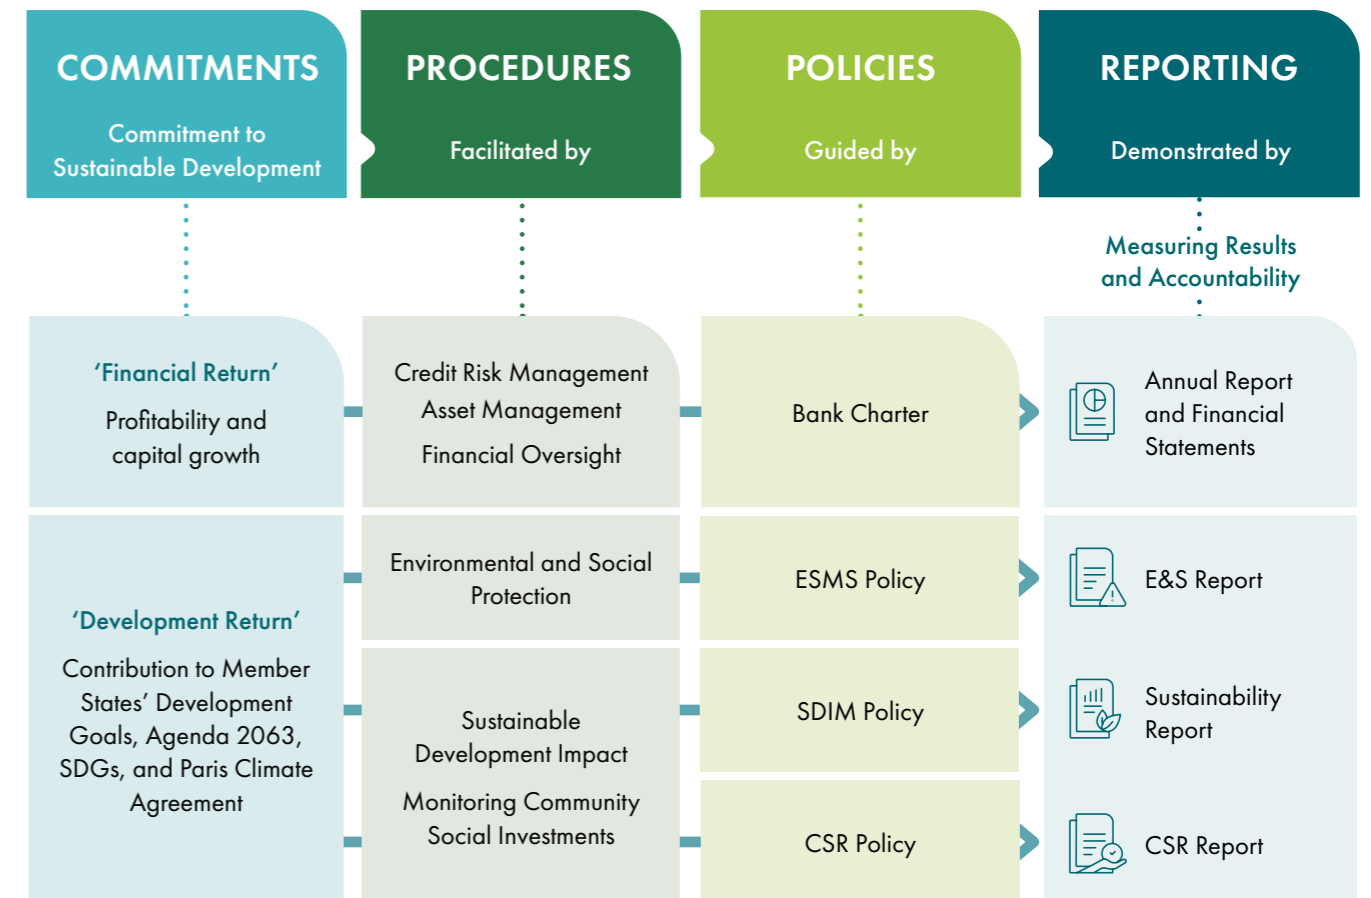 COMMITMENTS
Commitment to
Sustainable Development
PROCEDURES
Facilitated by
POLICIES
Guided by
REPORTING
Demonstrated by
Measuring Results
and Accountability
‘Financial Return’
Profitability and
capital growth
Credit Risk Management
Asset Management
Financial Oversight
Bank Charter
Annual Report
and Financial
Statements
‘Development Return’
Contribution to Member
States’ Development
Goals, Agenda 2063,
SDGs, and Paris Climate
Agreement
Environmental and Social
Protection
ESMS Policy
E&S Report
Sustainable
Development Impact
Monitoring Community
Social Investments
SDIM Policy
Sustainability
Report
CSR Policy
CSR Report